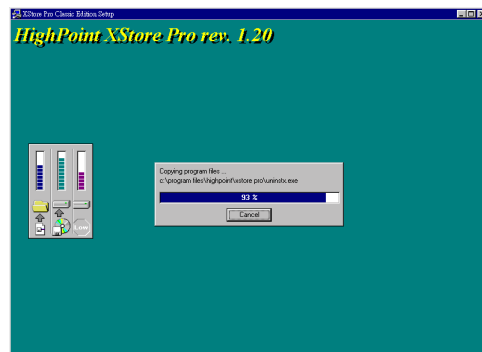 XStore Pro Classic Edition Setup
HighPoint XStore Pro rev. 1.20
Copying program files ...
c:\program files\highpoint\xstore pro\uninstx.exe
93 %
Cancel
Low